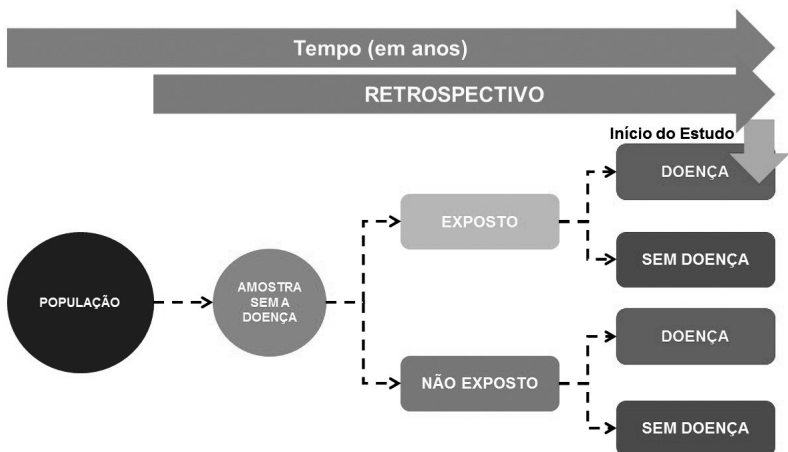 Tempo (em anos)
RETROSPECTIVO
Início do Estudo
DOENÇA
EXPOSTO
SEM DOENÇA
POPULAÇÃO
AMOSTRA
SEM A
DOENÇA
DOENÇA
NÃO EXPOSTO
SEM DOENÇA